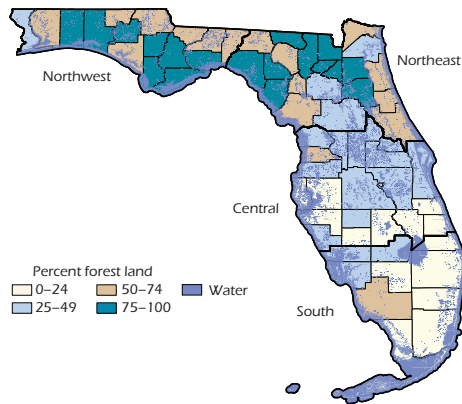 Northwest
Northeast
Central
South
Percent forest land
0–24
50–74
Water
25–49
75–100